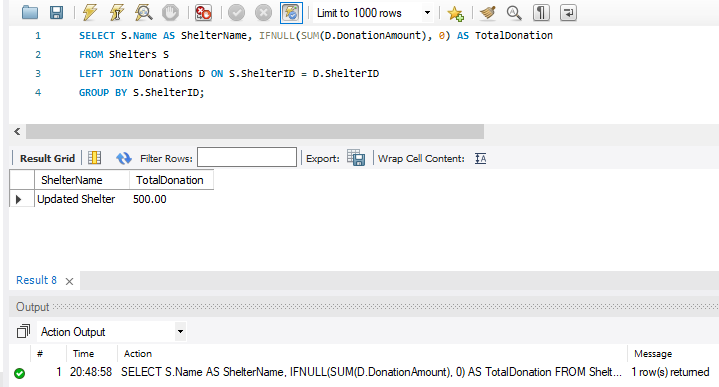 Limit to 1000 rows
1 SELECT S.Name AS ShelterName, IFNULL(SUM(D.DonationAmount), 0) AS TotalDonation
2 FROM Shelters S
3 LEFT JOIN Donations D ON S.ShelterID = D.ShelterID
4 GROUP BY S.ShelterID;
Result Grid Filter Rows: Export: Wrap Cell Content: IA
ShelterName TotalDonation
Updated Shelter 500.00
Result 8 ×
Output
Action Output
# Time Action Message
1 20:48:58 SELECT S.Name AS ShelterName, IFNULL(SUM(D.DonationAmount), 0) AS TotalDonation FROM Shelt... 1 row(s) returned